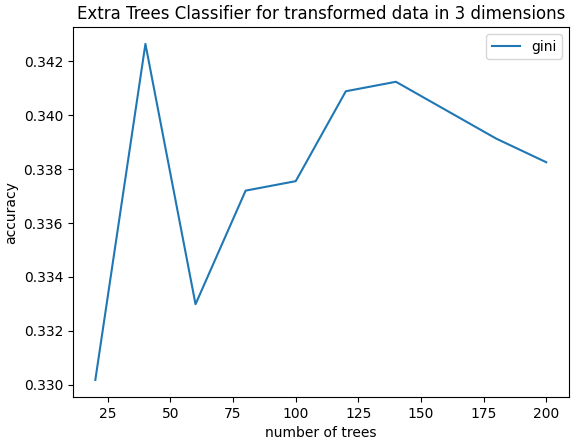 Extra Trees Classifier for transformed data in 3 dimensions
gini
0.342
0.340
0.338
0.336
0.334
0.332
0.330
accuracy
25 50 75 100 125 150 175 200
number of trees